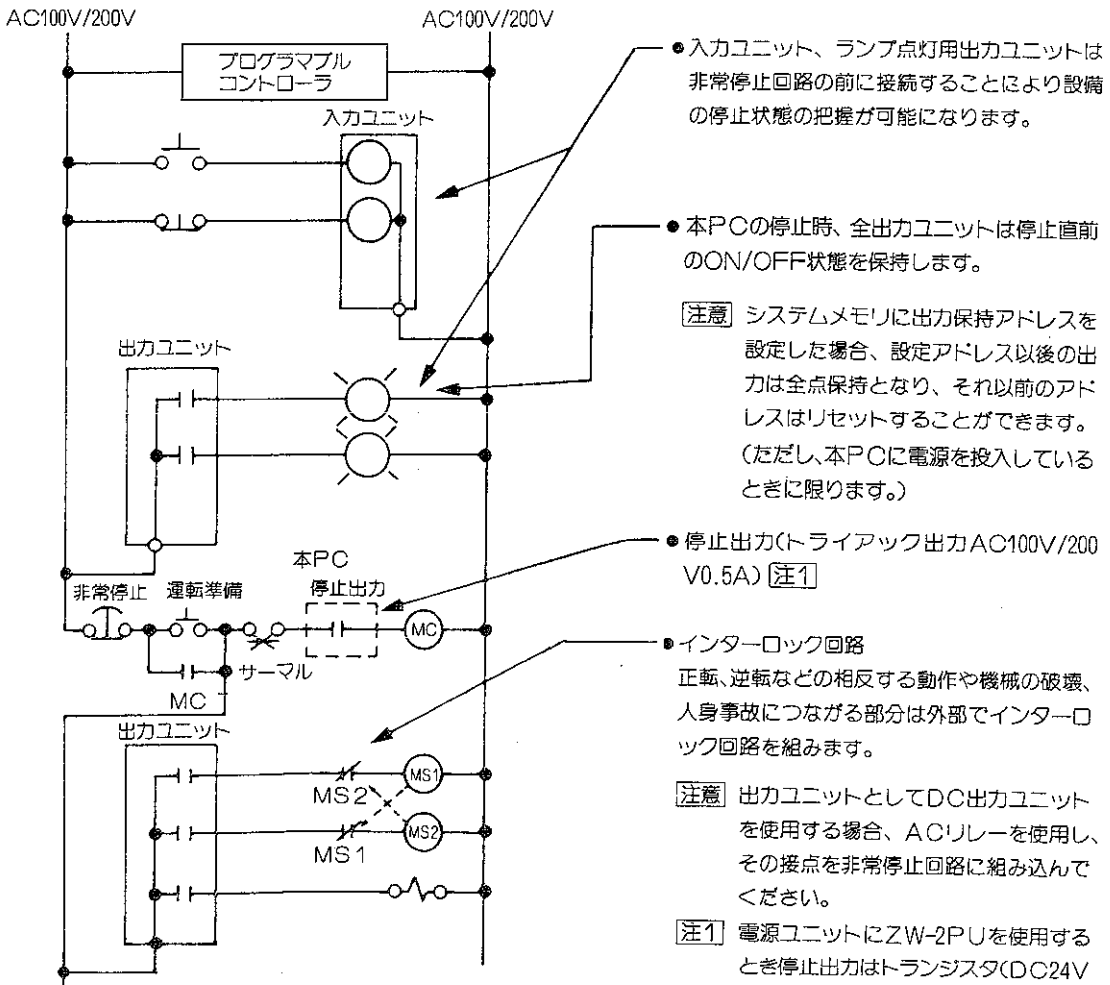 AC100V/200V
AC100V/200V
プログラマブル
コントローラ
入力ユニット
出力ユニット
本PC
非常停止
運転準備
停止出力
MC
サーマル
MC
出力ユニット
MS1
MS2
MS2
MS1
●入力ユニット、ランプ点灯用出力ユニットは
非常停止回路の前に接続することにより設備
の停止状態の把握が可能になります。
●本PCの停止時、全出力ユニットは停止直前
のON/OFF状態を保持します。
注意 システムメモリに出力保持アドレスを
設定した場合、設定アドレス以後の出
力は全点保持となり、それ以前のアド
レスはリセットすることができます。
(ただし、本PCに電源を投入している
ときに限ります。)
●停止出力(トライアック出力AC100V/200
V0.5A) 注1
●インターロック回路
正転、逆転などの相反する動作や機械の破壊、
人身事故につながる部分は外部でインターロ
ック回路を組みます。
注意 出力ユニットとしてDC出力ユニット
を使用する場合、ACリレーを使用し、
その接点を非常停止回路に組み込んで
ください。
注1 電源ユニットにZW-2PUを使用する
とき停止出力はトランジスタ(DC24V